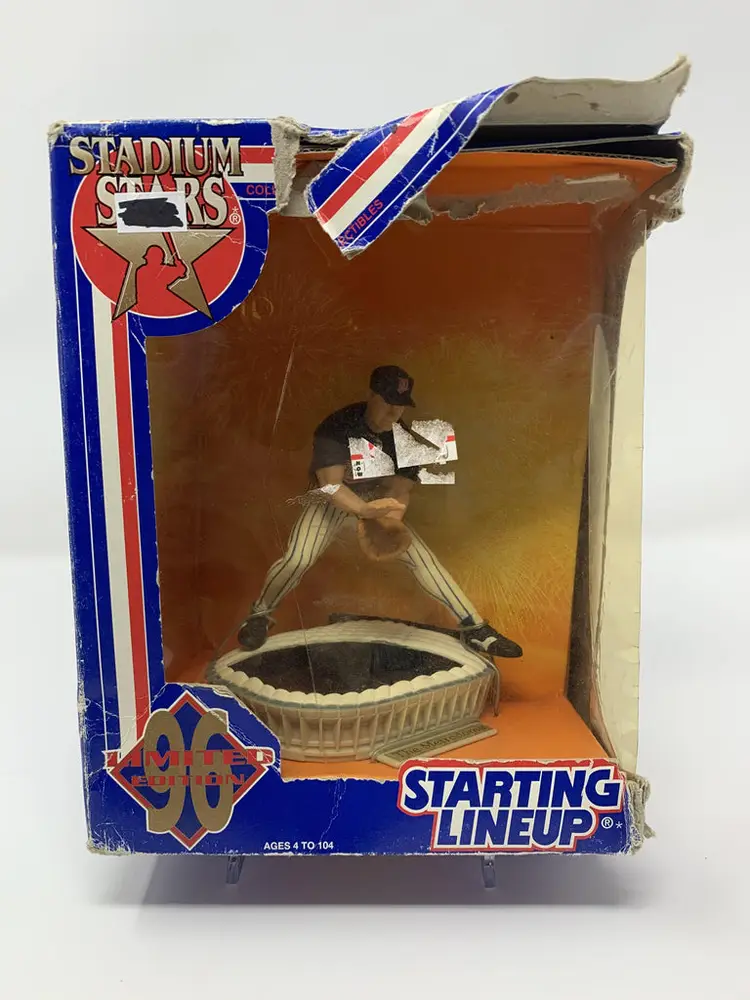 STADIUM
STARS®
COL
CTIBLES
96
LIMITED
EDITION
AGES 4 TO 104
STARTING
LINEUP®*